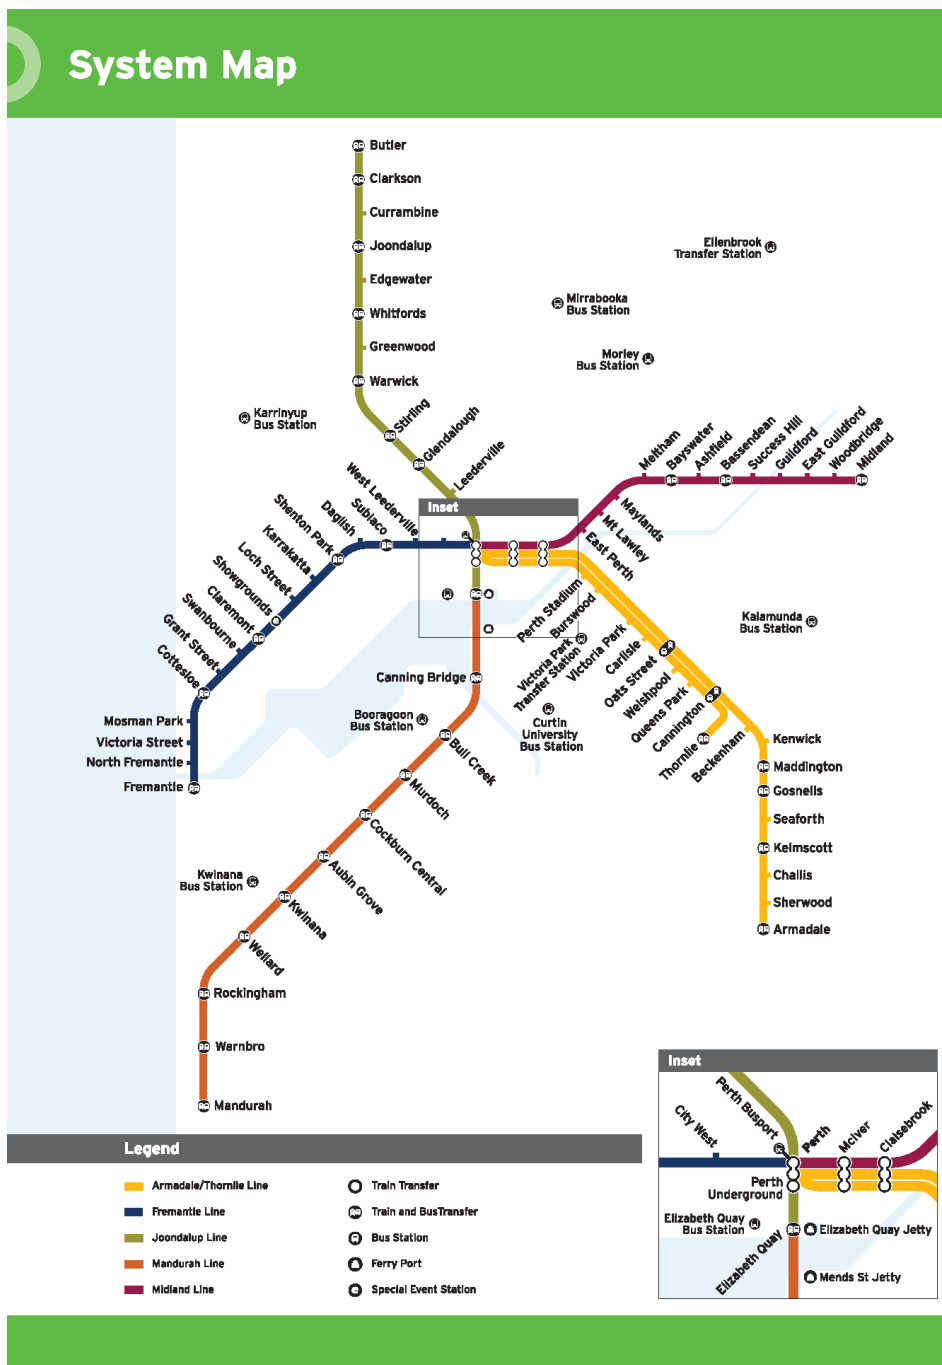 System Map
Butler
Clarkson
Currambine
Joondalup
Edgewater
Whitfords
Greenwood
Warwick
Stirling
Glendalough
Leederville
Ellenbrook
Transfer Station
Mirrabooka
Bus Station
Morley
Bus Station
Karrinyup
Bus Station
Inset
West Leederville
Subiaco
Daglish
Shenton Park
Karrakatta
Loch Street
Showgrounds
Claremont
Swanbourne
Grant Street
Cottesloe
Mosman Park
Victoria Street
North Fremantle
Fremantle
Meltham
Bayswater
Ashfield
Bassendean
Success Hill
Guildford
East Guildford
Woodbridge
Midland
Maylands
Mt Lawley
East Perth
Perth Stadium
Burswood
Victoria Park
Transfer Station
Victoria Park
Carlisle
Oats Street
Welshpool
Queens Park
Cannington
Thornlie
Beckenham
Kalamunda
Bus Station
Canning Bridge
Booragoon
Bus Station
Curtin
University
Bus Station
Bull Creek
Murdoch
Cockburn Central
Aubin Grove
Kwinana
Wellard
Kwinana
Bus Station
Rockingham
Warnbro
Mandurah
Kenwick
Maddington
Gosnells
Seaforth
Kelmscott
Challis
Sherwood
Armadale
Legend
Armadale/Thornlie Line
Fremantle Line
Joondalup Line
Mandurah Line
Midland Line
Train Transfer
Train and BusTransfer
Bus Station
Ferry Port
Special Event Station
Inset
Perth Busport
City West
Perth
McIver
Claisebrook
Perth
Underground
Elizabeth Quay
Bus Station
Elizabeth Quay
Elizabeth Quay Jetty
Mends St Jetty